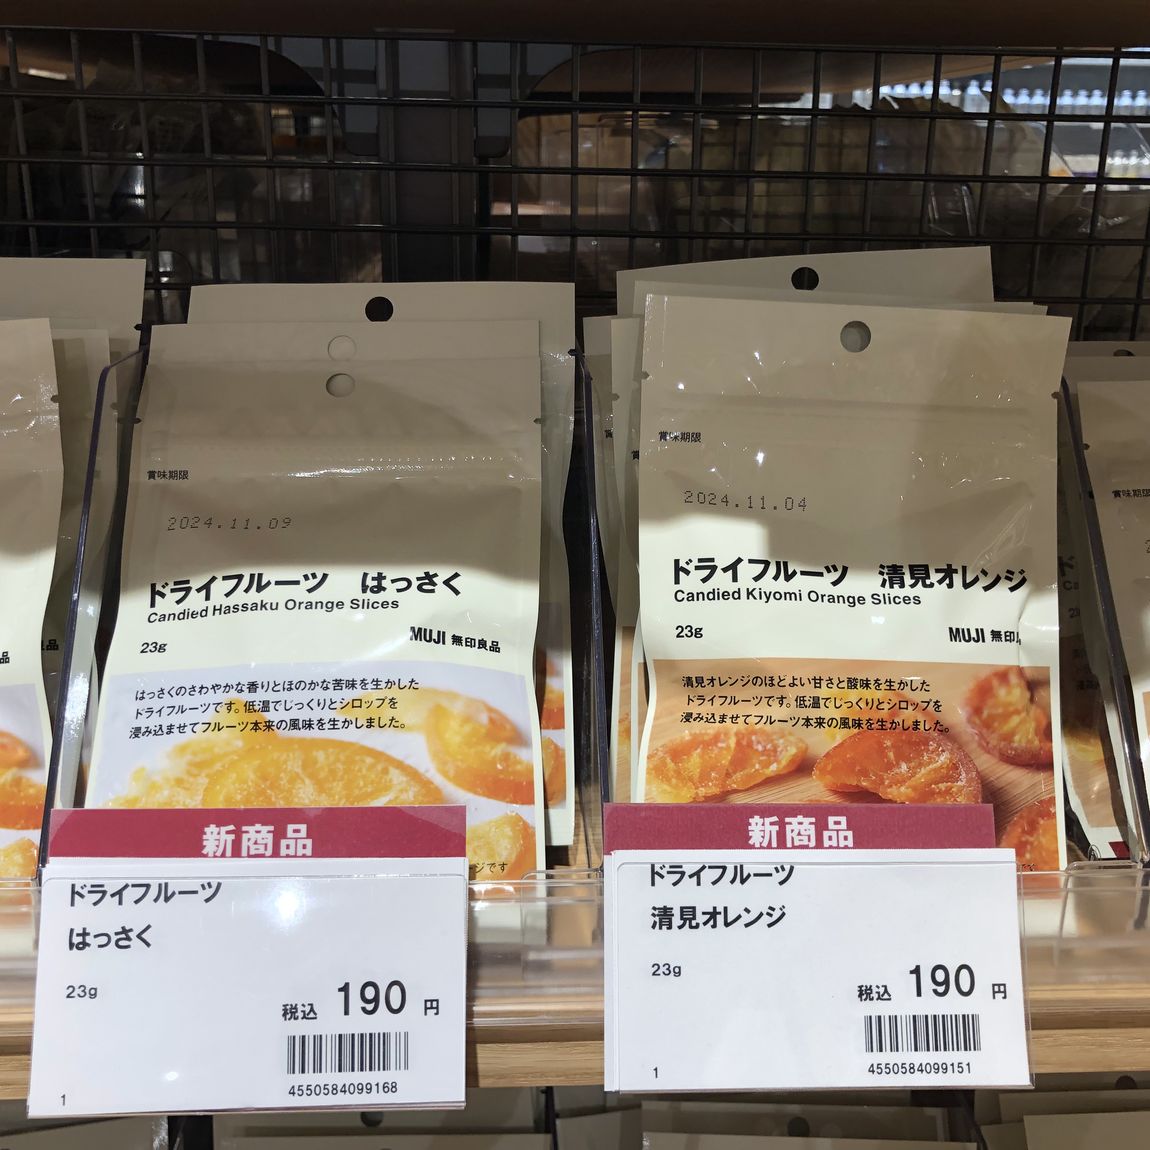 賞味期限
2024.11.09
ドライフルーツ はっさく
Candied Hassaku Orange Slices
23g
MUJI 無印良品
はっさくのさわやかな香りとほのかな苦味を生かした
ドライフルーツです。低温でじっくりとシロップを
浸み込ませてフルーツ本来の風味を生かしました。
ジです
新商品
ドライフルーツ
はっさく
23g
税込 190 円
4550584099168
1
賞味期限
2024.11.04
ドライフルーツ 清見オレンジ
Candied Kiyomi Orange Slices
23g
MUJI 無印
清見オレンジのほどよい甘さと酸味を生かした
ドライフルーツです。低温でじっくりとシロップを
浸み込ませてフルーツ本来の風味を生かしました。
新商品
ドライフルーツ
清見オレンジ
23g
税込 190 円
4550584099151
1
品
良品
賞味期限